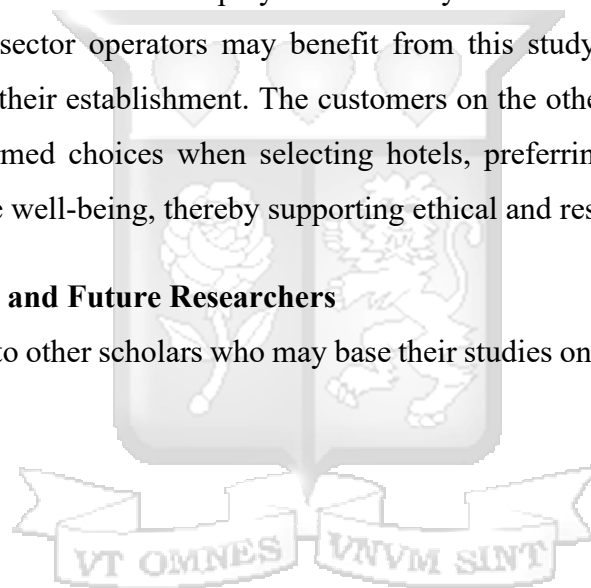 sector operators may benefit from this study
their establishment. The customers on the othe
rmed choices when selecting hotels, preferrin
e well-being, thereby supporting ethical and res
and Future Researchers
to other scholars who may base their studies on
VT OMNES VNVM SINT